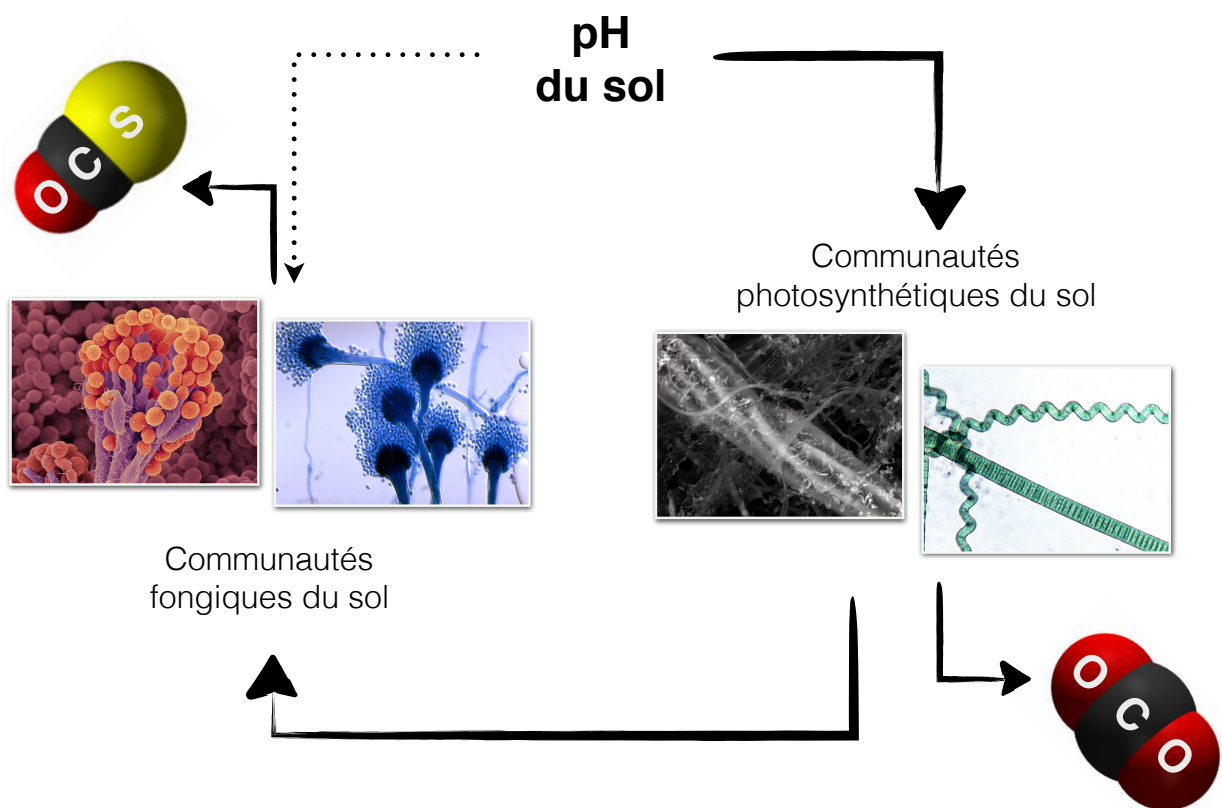 pH
du sol
O C S
Communautés
photosynthétiques du sol
Communautés
fongiques du sol
O C O